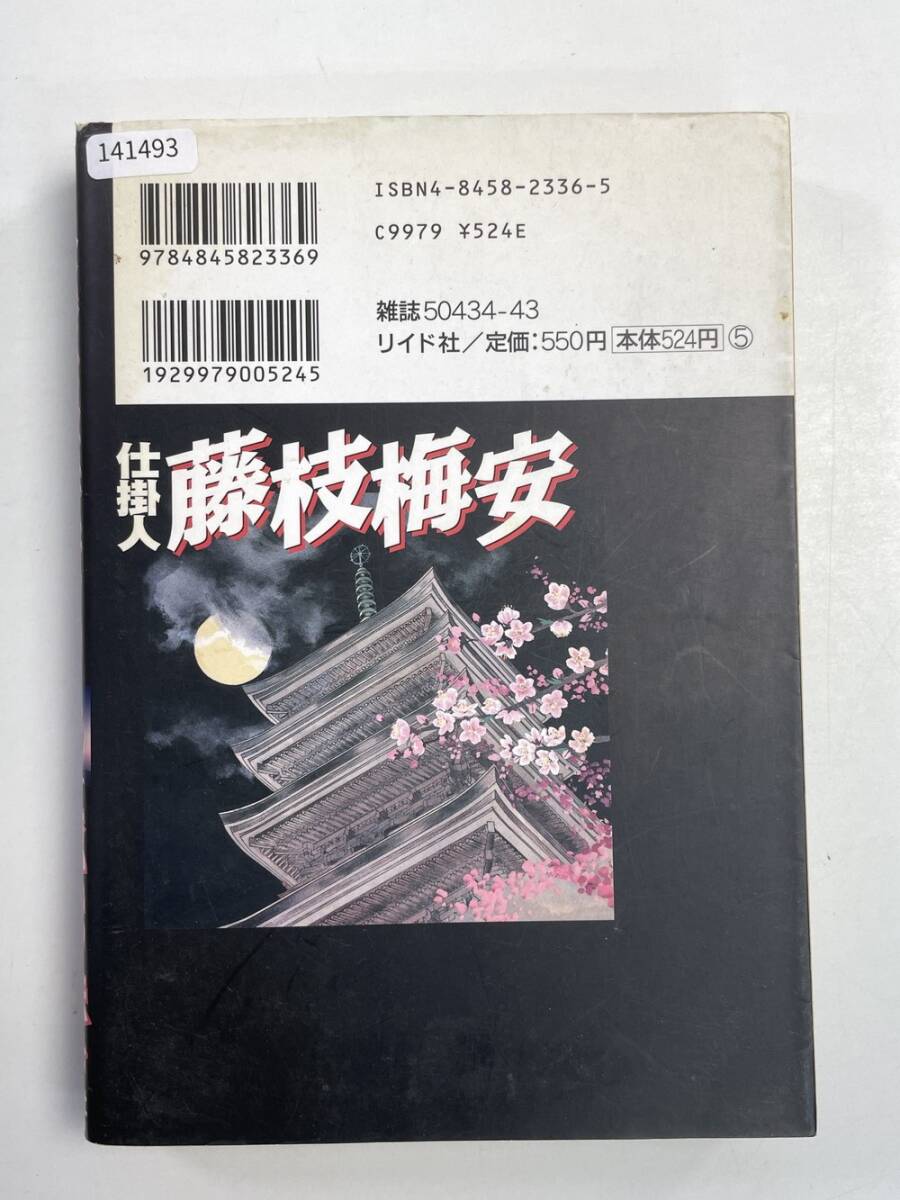 141493
ISBN4-8458-2336-5
C9979 ¥524E
9784845823369
雑誌50434-43
リイド社/定価:550円 本体524円 ⑤
1929979005245
仕掛人
藤枝梅安